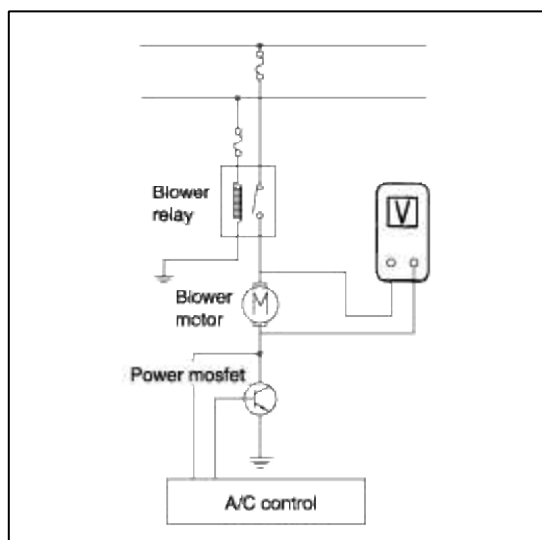 Blower
relay
V
Blower
motor
M
Power mosfet
A/C control